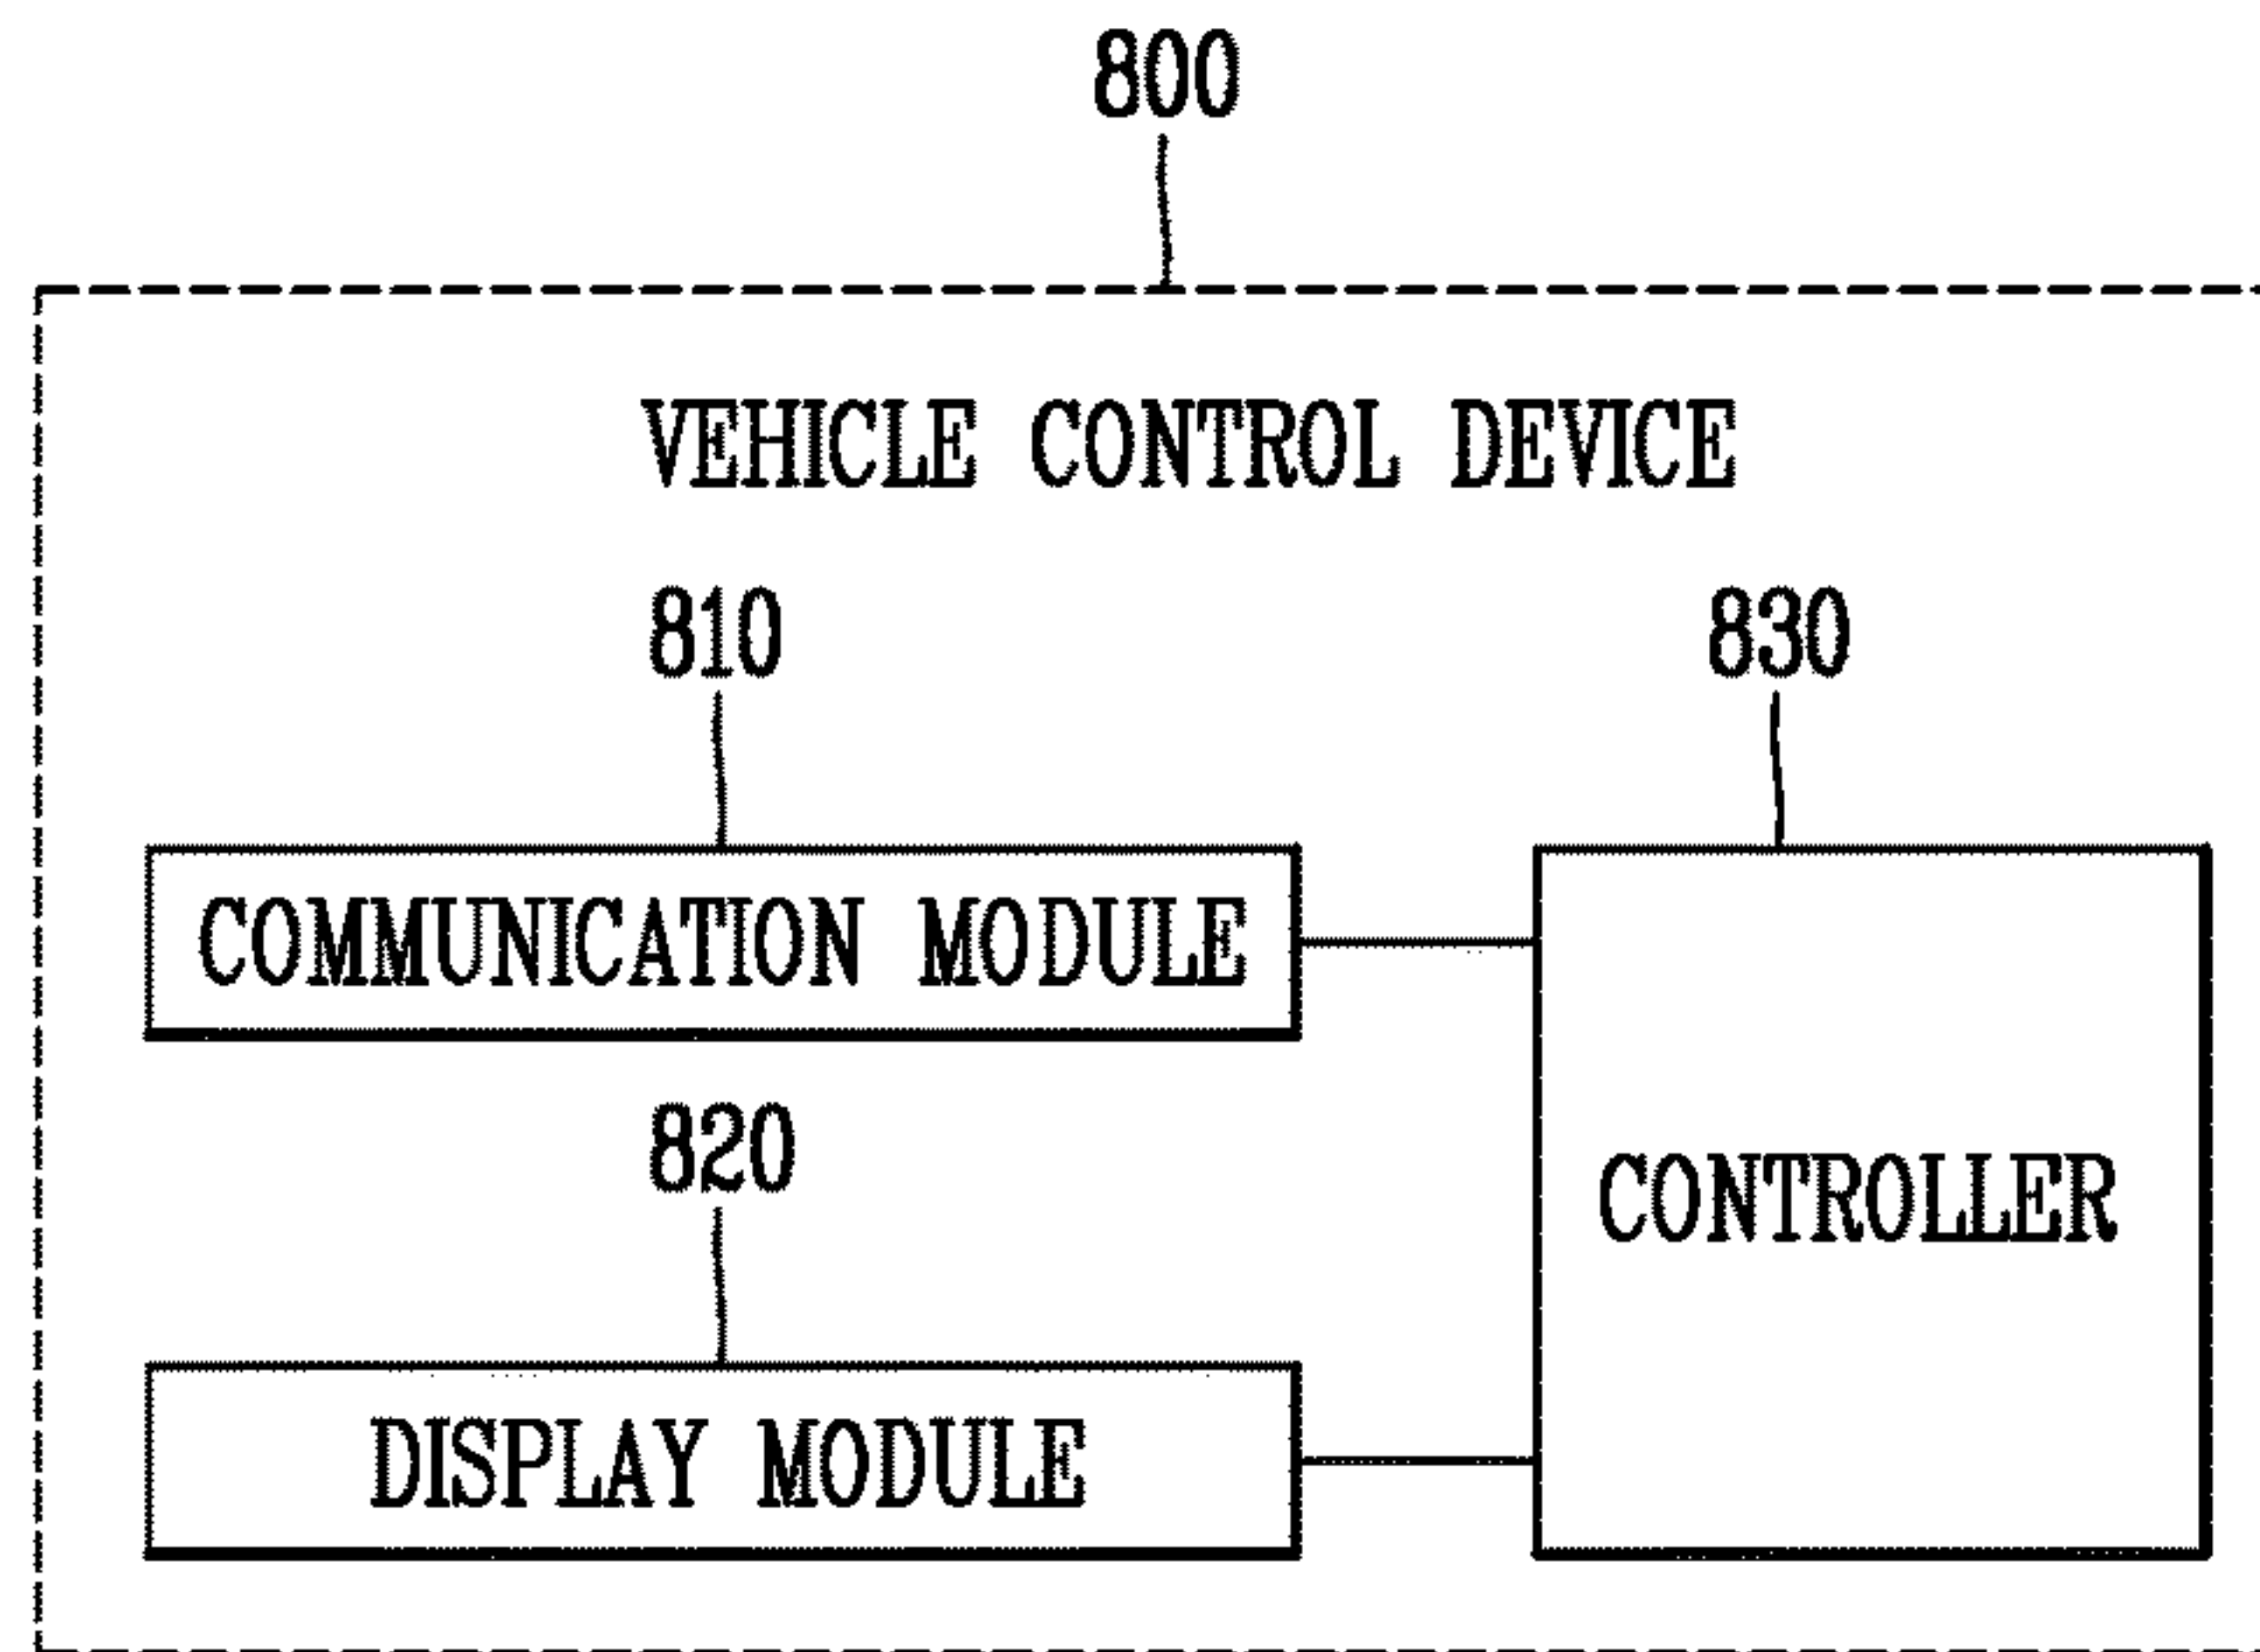 800
VEHICLE CONTROL DEVICE
810
830
COMMUNICATION MODULE
820
CONTROLLER
DISPLAY MODULE